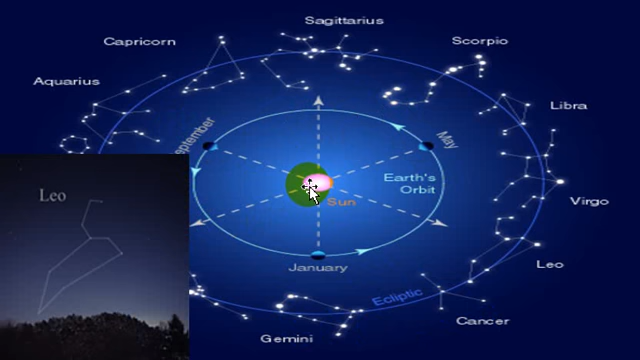 Sagittarius
Capricorn
Scorpio
Aquarius
Libra
May
Earth's
Orbit
Virgo
Leo
Sun
January
Leo
Ecliptic
Cancer
Gemini